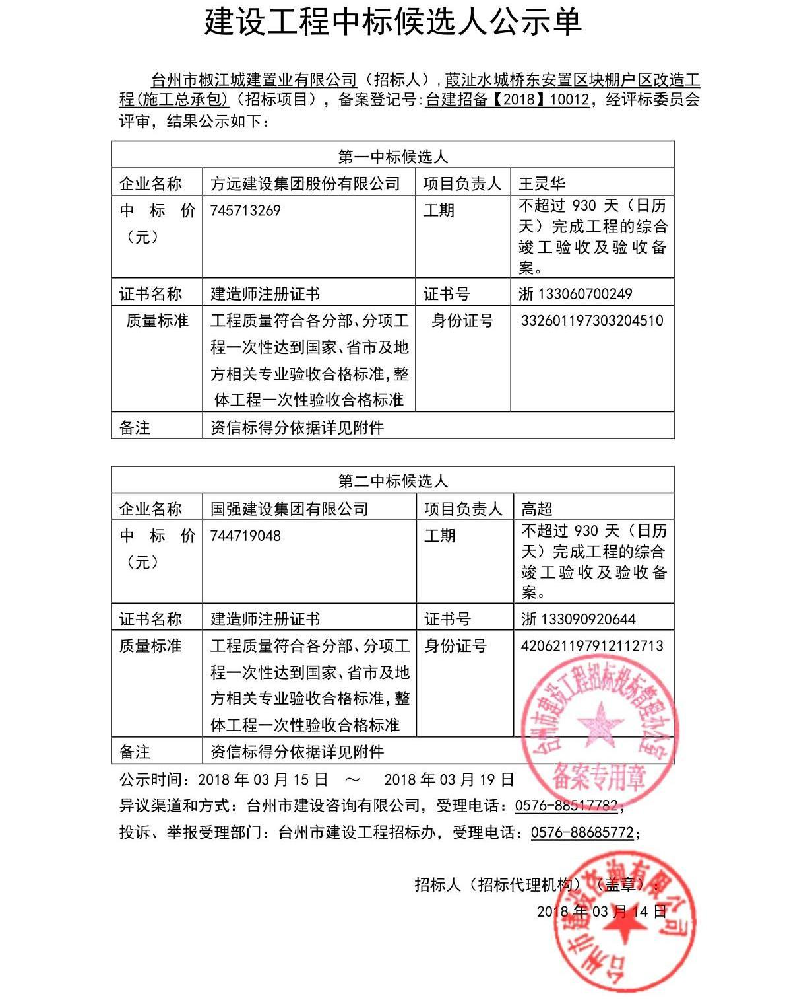 建设工程中标候选人公示单
台州市椒江城建置业有限公司（招标人）,葭沚水城桥东安置区块棚户区改造工
程(施工总承包)（招标项目），备案登记号:台建招备【2018】10012，经评标委员会
评审，结果公示如下：
第一中标候选人
企业名称 方远建设集团股份有限公司 项目负责人 王灵华
中标价 745713269 工期 不超过 930 天（日历
（元） 天）完成工程的综合
竣工验收及验收备
案。
证书名称 建造师注册证书 证书号 浙 133060700249
质量标准 工程质量符合各分部、分项工 身份证号 332601197303204510
程一次性达到国家、省市及地
方相关专业验收合格标准，整
体工程一次性验收合格标准
备注 资信标得分依据详见附件
第二中标候选人
企业名称 国强建设集团有限公司 项目负责人 高超
中标价 744719048 工期 不超过 930 天（日历
（元） 天）完成工程的综合
竣工验收及验收备
案。
证书名称 建造师注册证书 证书号 浙 133090920644
质量标准 工程质量符合各分部、分项工 身份证号 420621197912112713
程一次性达到国家、省市及地
方相关专业验收合格标准，整
体工程一次性验收合格标准
备注 资信标得分依据详见附件
台州市建设工程招标投标管理办公室
备案专用章
公示时间：2018 年 03 月 15 日 ～ 2018 年 03 月 19 日
异议渠道和方式：台州市建设咨询有限公司，受理电话：0576-88517782；
投诉、举报受理部门：台州市建设工程招标办，受理电话：0576-88685772；
招标人（招标代理机构）（盖章）：
2018 年 03 月 14 日
台州市建设咨询有限公司